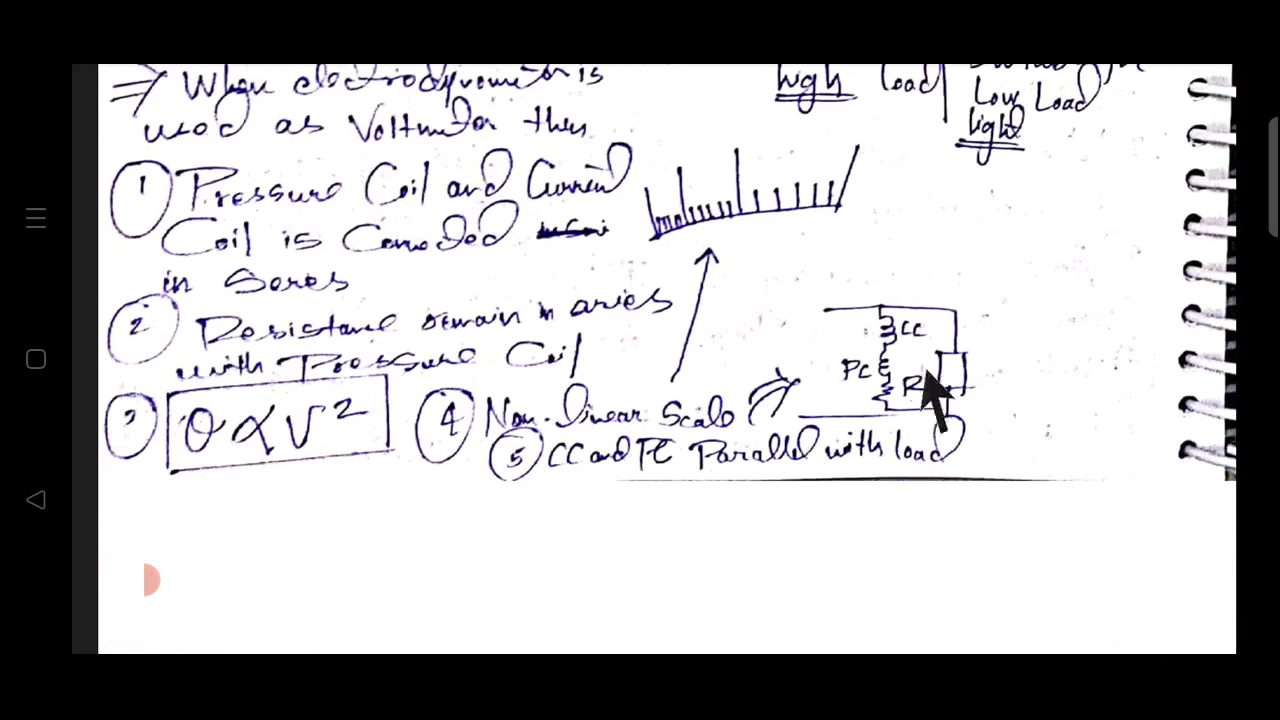 ⇒ When electrodynamometer is
used as Voltmeter then
high load
Low Load
light
① Pressure Coil and Current
Coil is Connected
in Series
② Resistance remain in series
with Pressure Coil
③ θ ∝ V²
④ Non-linear Scale
⑤ CC and PC Parallel with load
CC
PC
R